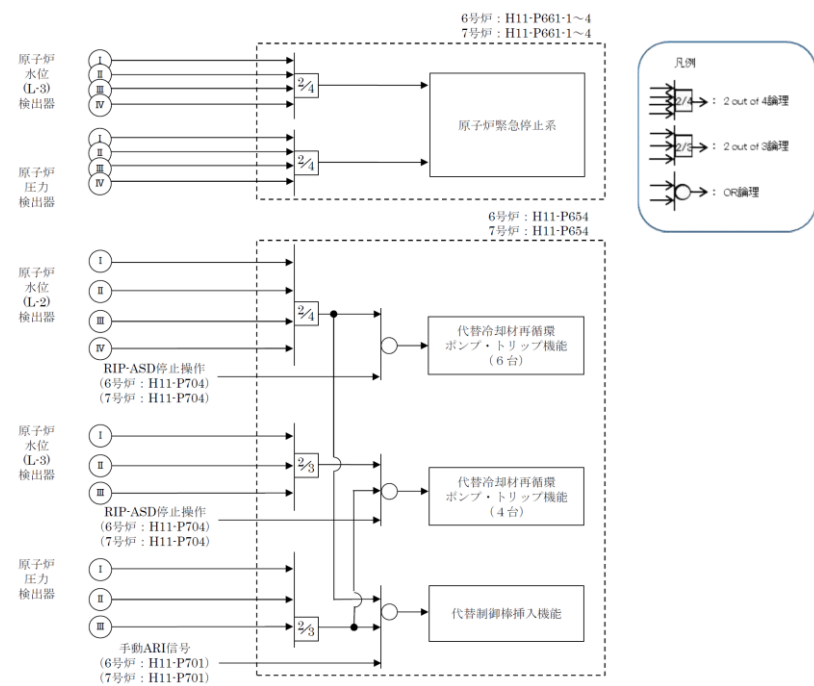 6号炉：H11-P661-1～4
7号炉：H11-P661-1～4
原子炉
水位
(L-3)
検出器
Ⅰ
Ⅱ
Ⅲ
Ⅳ
2/4
原子炉
圧力
検出器
Ⅰ
Ⅱ
Ⅲ
Ⅳ
2/4
原子炉緊急停止系
凡例
2/4
： 2 out of 4論理
2/3
： 2 out of 3論理
： OR論理
6号炉：H11-P654
7号炉：H11-P654
原子炉
水位
(L-2)
検出器
Ⅰ
Ⅱ
Ⅲ
Ⅳ
2/4
RIP-ASD停止操作
(6号炉：H11-P704)
(7号炉：H11-P704)
代替冷却材再循環
ポンプ・トリップ機能
（６台）
原子炉
水位
(L-3)
検出器
Ⅰ
Ⅱ
Ⅲ
2/3
RIP-ASD停止操作
(6号炉：H11-P704)
(7号炉：H11-P704)
代替冷却材再循環
ポンプ・トリップ機能
（４台）
原子炉
圧力
検出器
Ⅰ
Ⅱ
Ⅲ
2/3
手動ARI信号
(6号炉：H11-P701)
(7号炉：H11-P701)
代替制御棒挿入機能